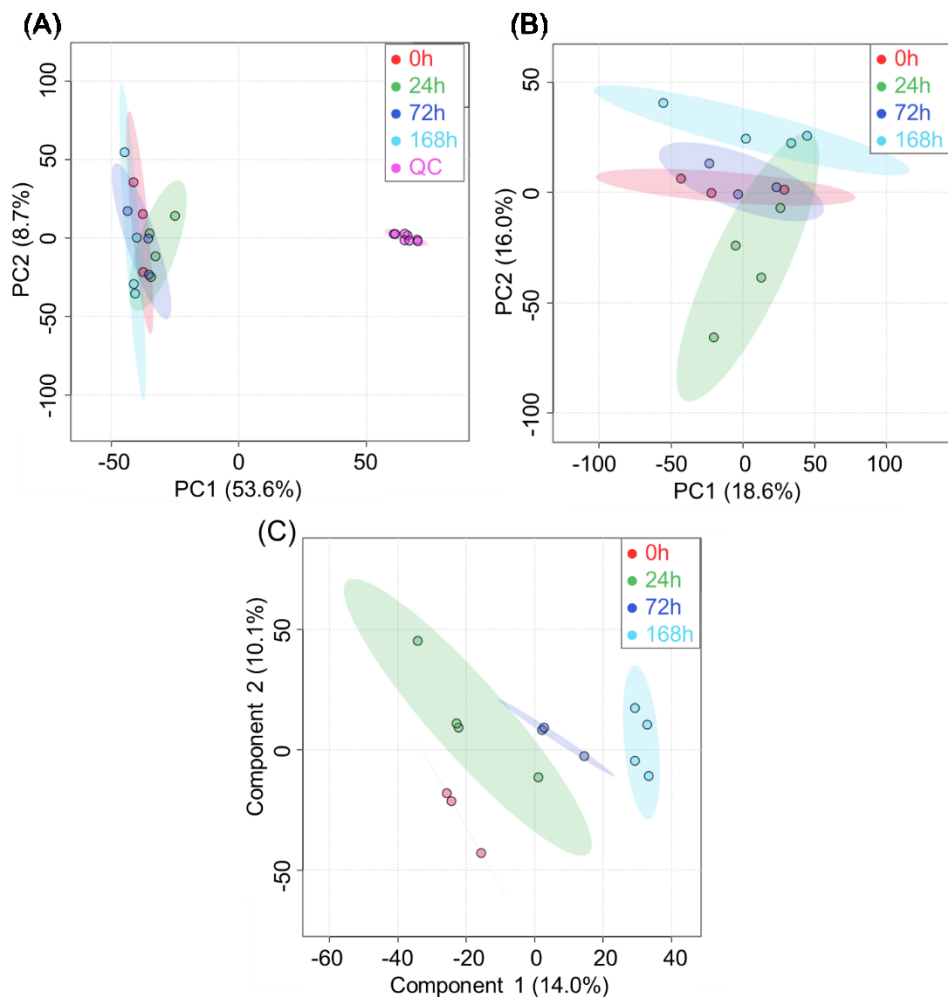 (A)
0h
24h
72h
168h
QC
100
50
0
-50
-100
PC2 (8.7%)
-50
0
50
PC1 (53.6%)
(B)
0h
24h
72h
168h
50
0
-50
-100
PC2 (16.0%)
-100
-50
0
50
100
PC1 (18.6%)
(C)
0h
24h
72h
168h
50
0
-50
Component 2 (10.1%)
-60
-40
-20
0
20
40
Component 1 (14.0%)